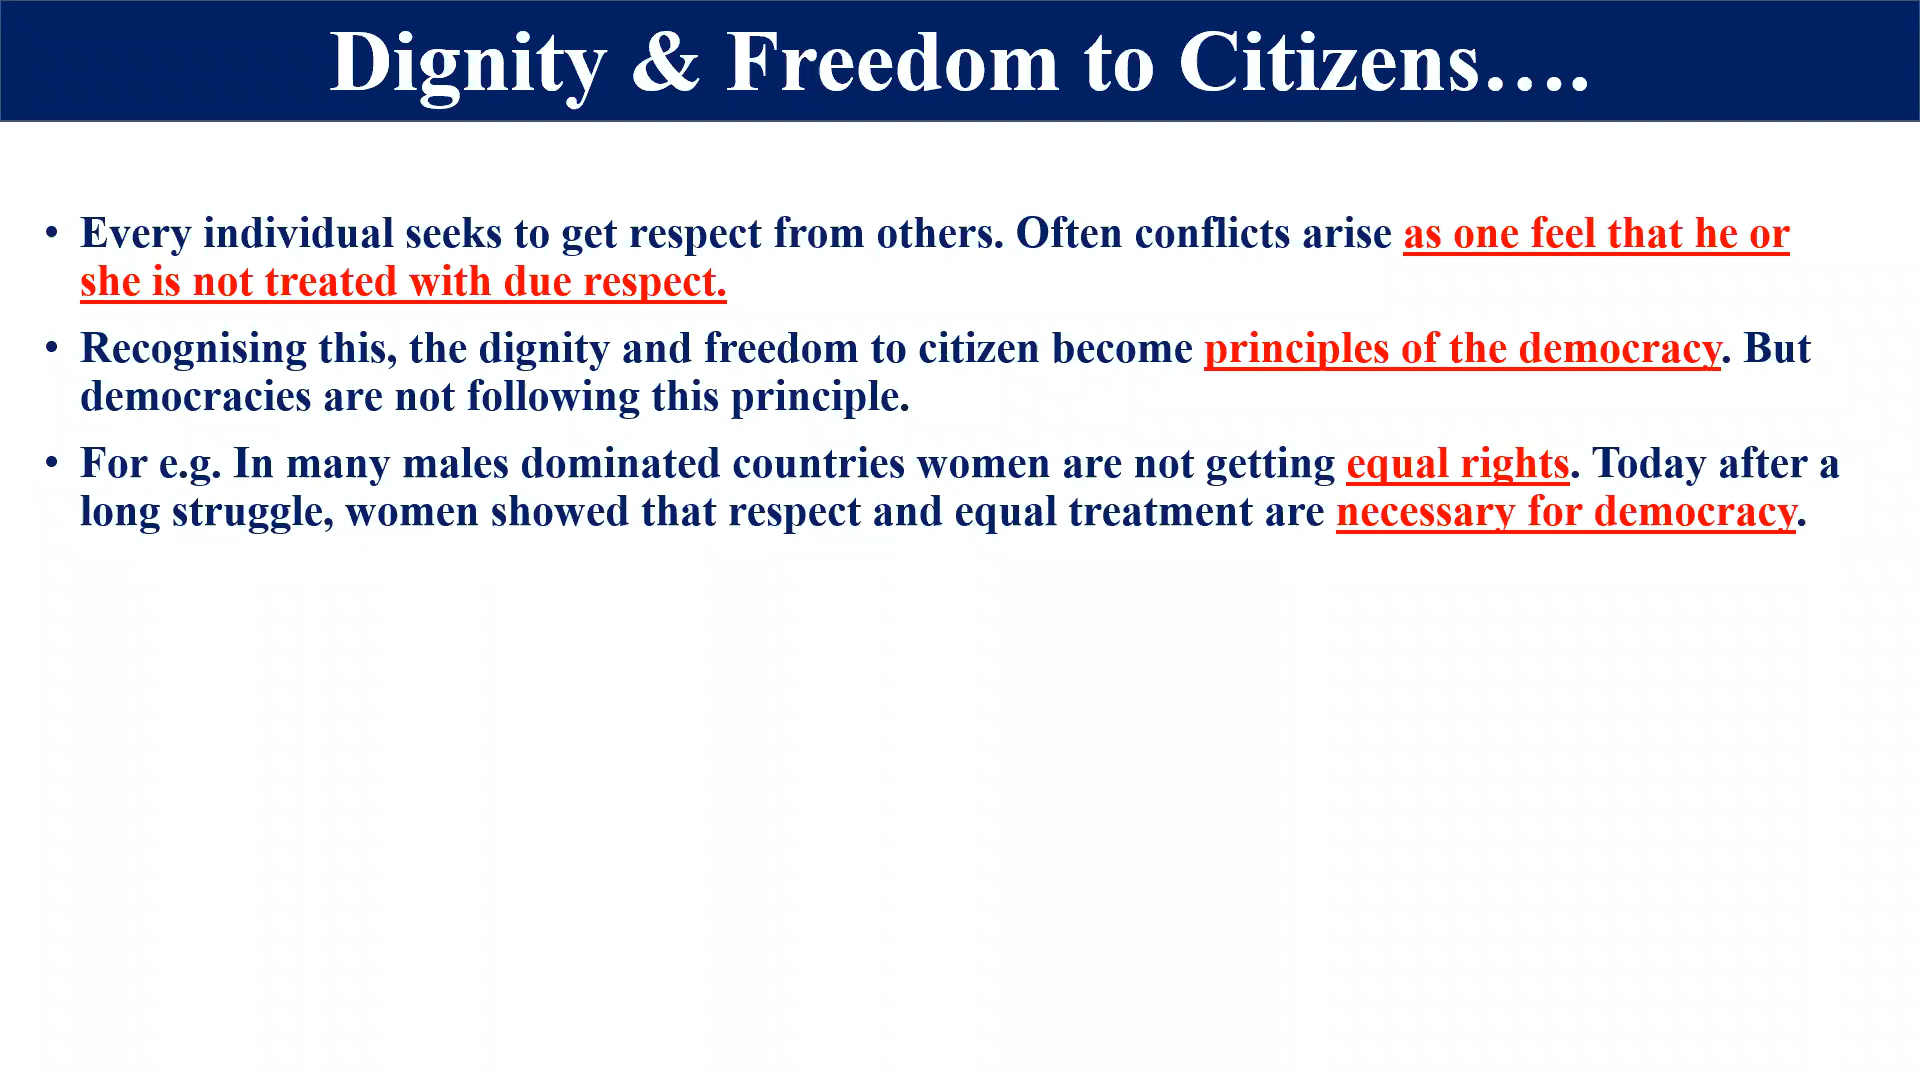 Dignity & Freedom to Citizens….
• Every individual seeks to get respect from others. Often conflicts arise as one feel that he or
she is not treated with due respect.
• Recognising this, the dignity and freedom to citizen become principles of the democracy. But
democracies are not following this principle.
• For e.g. In many males dominated countries women are not getting equal rights. Today after a
long struggle, women showed that respect and equal treatment are necessary for democracy.